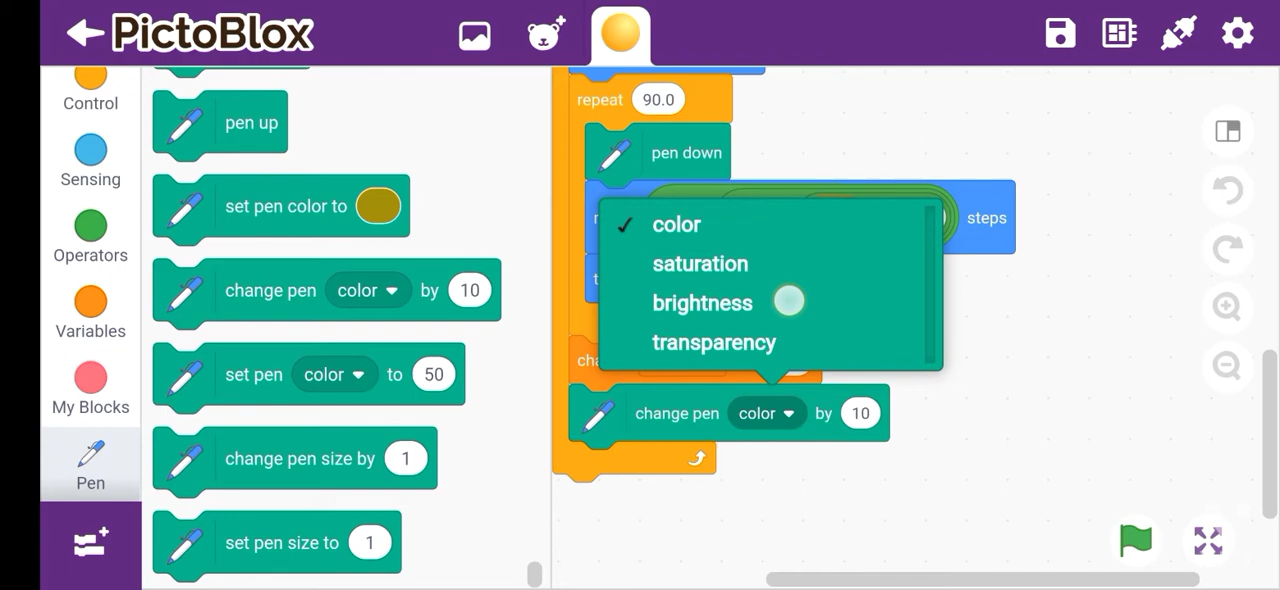 PictoBlox
Control
Sensing
Operators
Variables
My Blocks
Pen
pen up
set pen color to
change pen color by 10
set pen color to 50
change pen size by 1
set pen size to 1
repeat 90.0
pen down
steps
color
saturation
brightness
transparency
change pen color by 10